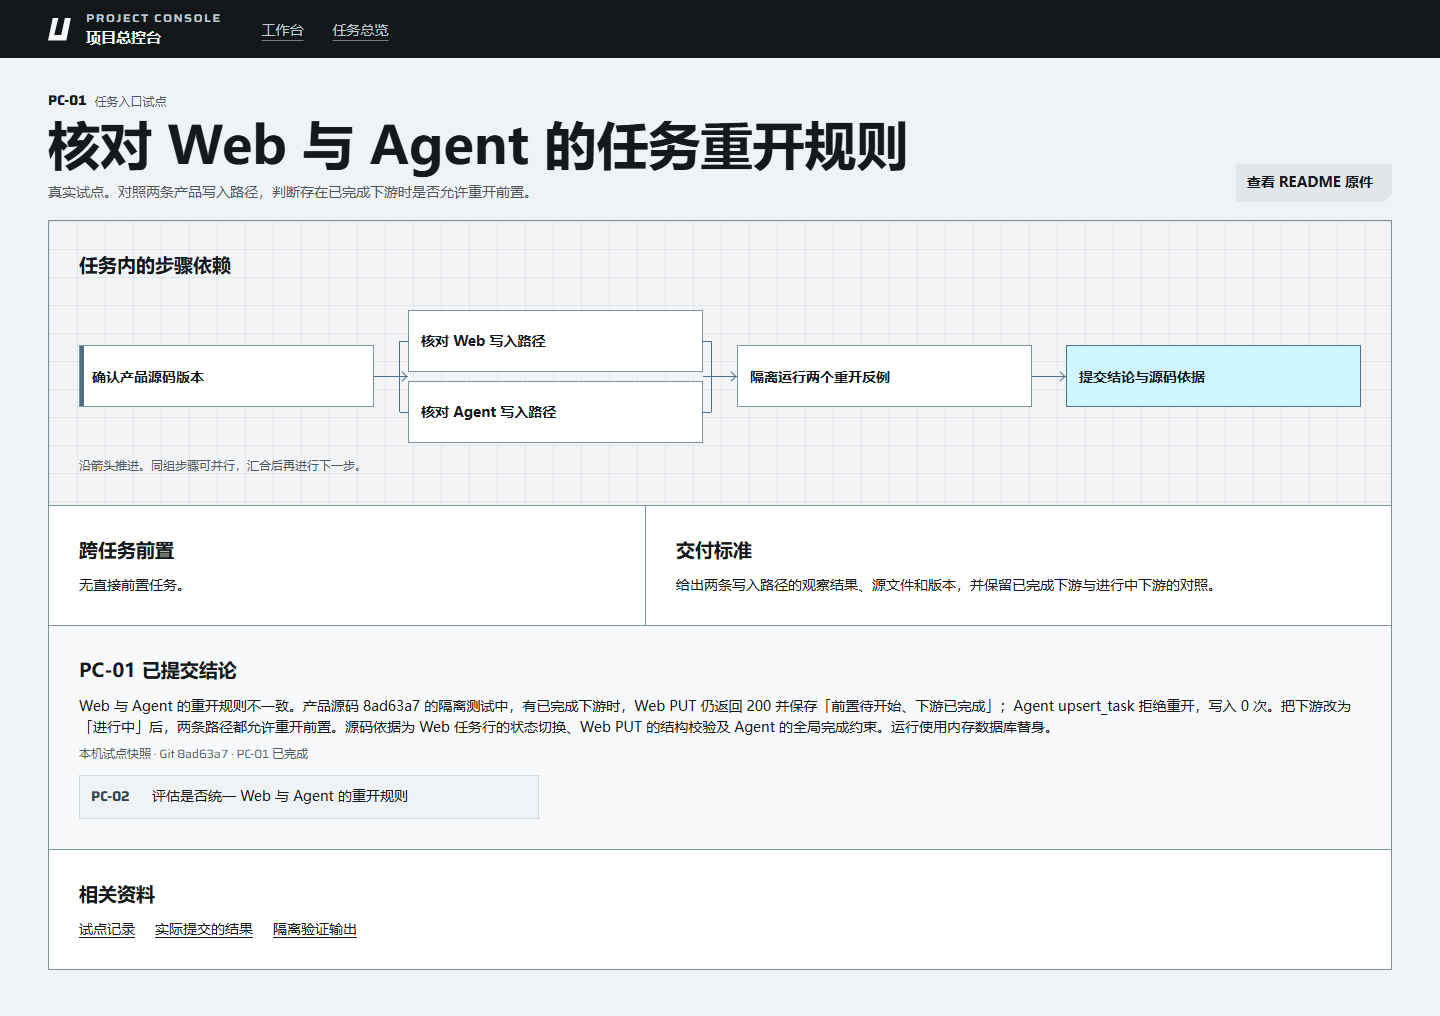 PROJECT CONSOLE
项目总控台
工作台
任务总览
PC-01 任务入口试点
核对 Web 与 Agent 的任务重开规则
真实试点。对照两条产品写入路径，判断存在已完成下游时是否允许重开前置。
查看 README 原件
任务内的步骤依赖
确认产品源码版本
核对 Web 写入路径
核对 Agent 写入路径
隔离运行两个重开反例
提交结论与源码依据
沿箭头推进。同组步骤可并行，汇合后再进行下一步。
跨任务前置
无直接前置任务。
交付标准
给出两条写入路径的观察结果、源文件和版本，并保留已完成下游与进行中下游的对照。
PC-01 已提交结论
Web 与 Agent 的重开规则不一致。产品源码 8ad63a7 的隔离测试中，有已完成下游时，Web PUT 仍返回 200 并保存「前置待开始、下游已完成」；Agent upsert_task 拒绝重开，写入 0 次。把下游改为
「进行中」后，两条路径都允许重开前置。源码依据为 Web 任务行的状态切换、Web PUT 的结构校验及 Agent 的全局完成约束。运行使用内存数据库替身。
本机试点快照 · Git 8ad63a7 · PC-01 已完成
PC-02 评估是否统一 Web 与 Agent 的重开规则
相关资料
试点记录
实际提交的结果
隔离验证输出